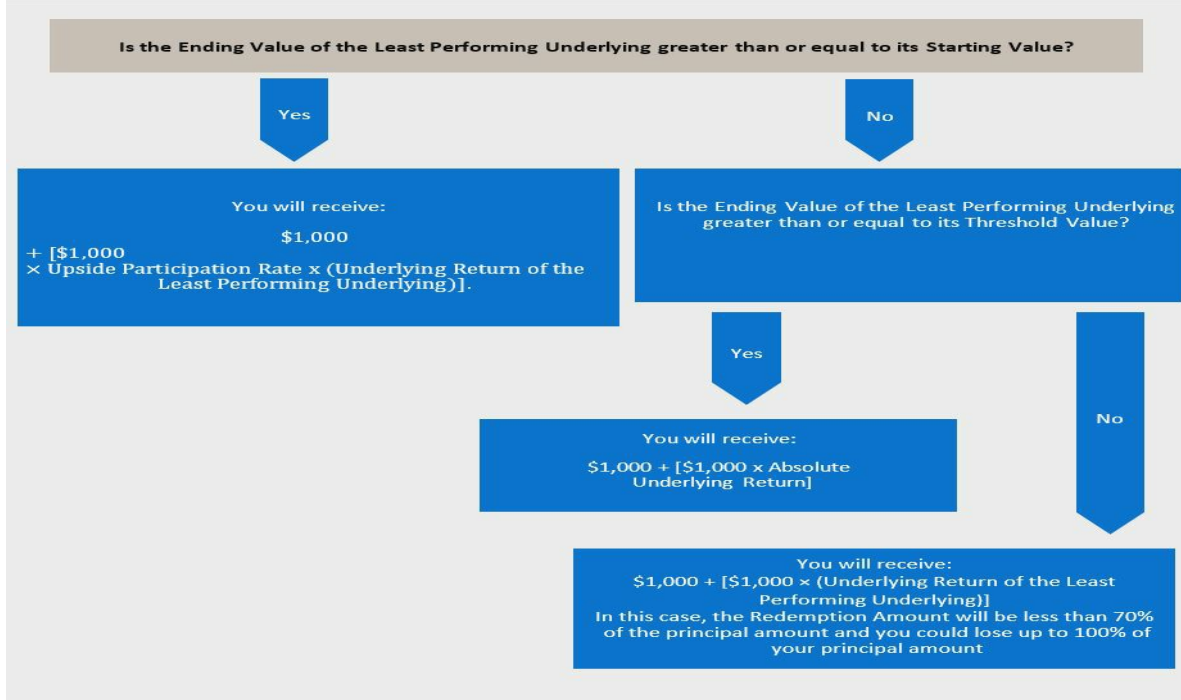 Is the Ending Value of the Least Performing Underlying greater than or equal to its Starting Value?
Yes
No
You will receive:
$1,000
+ [$1,000
× Upside Participation Rate x (Underlying Return of the
Least Performing Underlying)].
Is the Ending Value of the Least Performing Underlying
greater than or equal to its Threshold Value?
Yes
No
You will receive:
$1,000 + [$1,000 x Absolute
Underlying Return]
You will receive:
$1,000 + [$1,000 × (Underlying Return of the Least
Performing Underlying)]
In this case, the Redemption Amount will be less than 70%
of the principal amount and you could lose up to 100% of
your principal amount